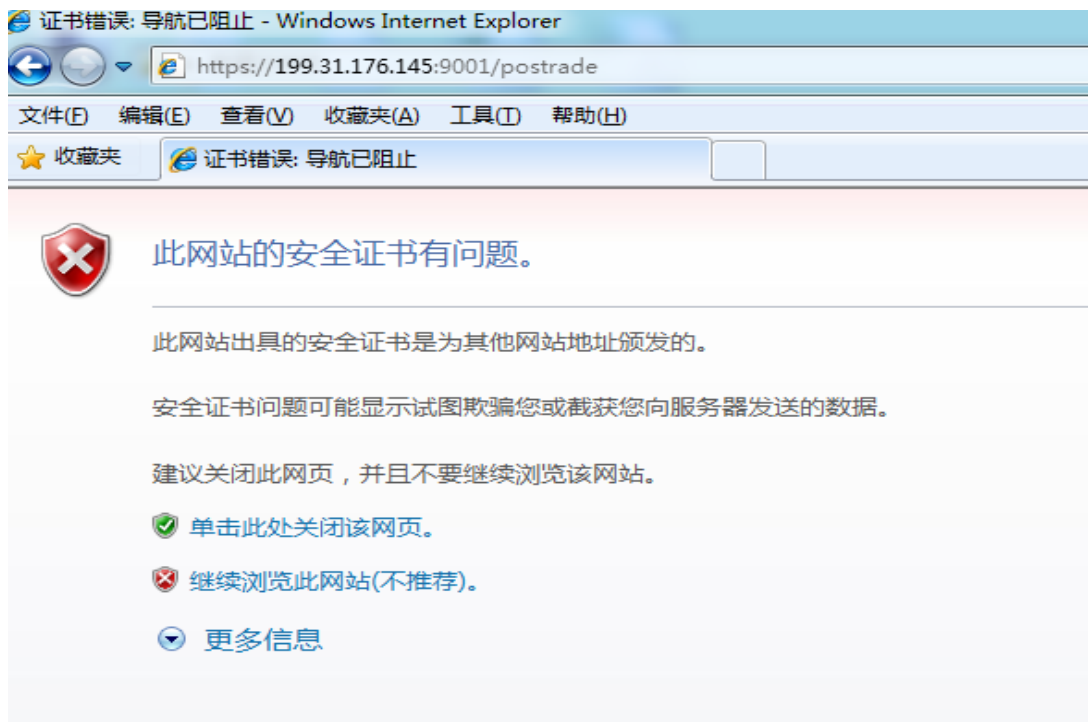 证书错误: 导航已阻止 - Windows Internet Explorer
https://199.31.176.145:9001/postrade
文件(F) 编辑(E) 查看(V) 收藏夹(A) 工具(T) 帮助(H)
收藏夹 证书错误: 导航已阻止
此网站的安全证书有问题。
此网站出具的安全证书是为其他网站地址颁发的。
安全证书问题可能显示试图欺骗您或截获您向服务器发送的数据。
建议关闭此网页，并且不要继续浏览该网站。
单击此处关闭该网页。
继续浏览此网站(不推荐)。
更多信息